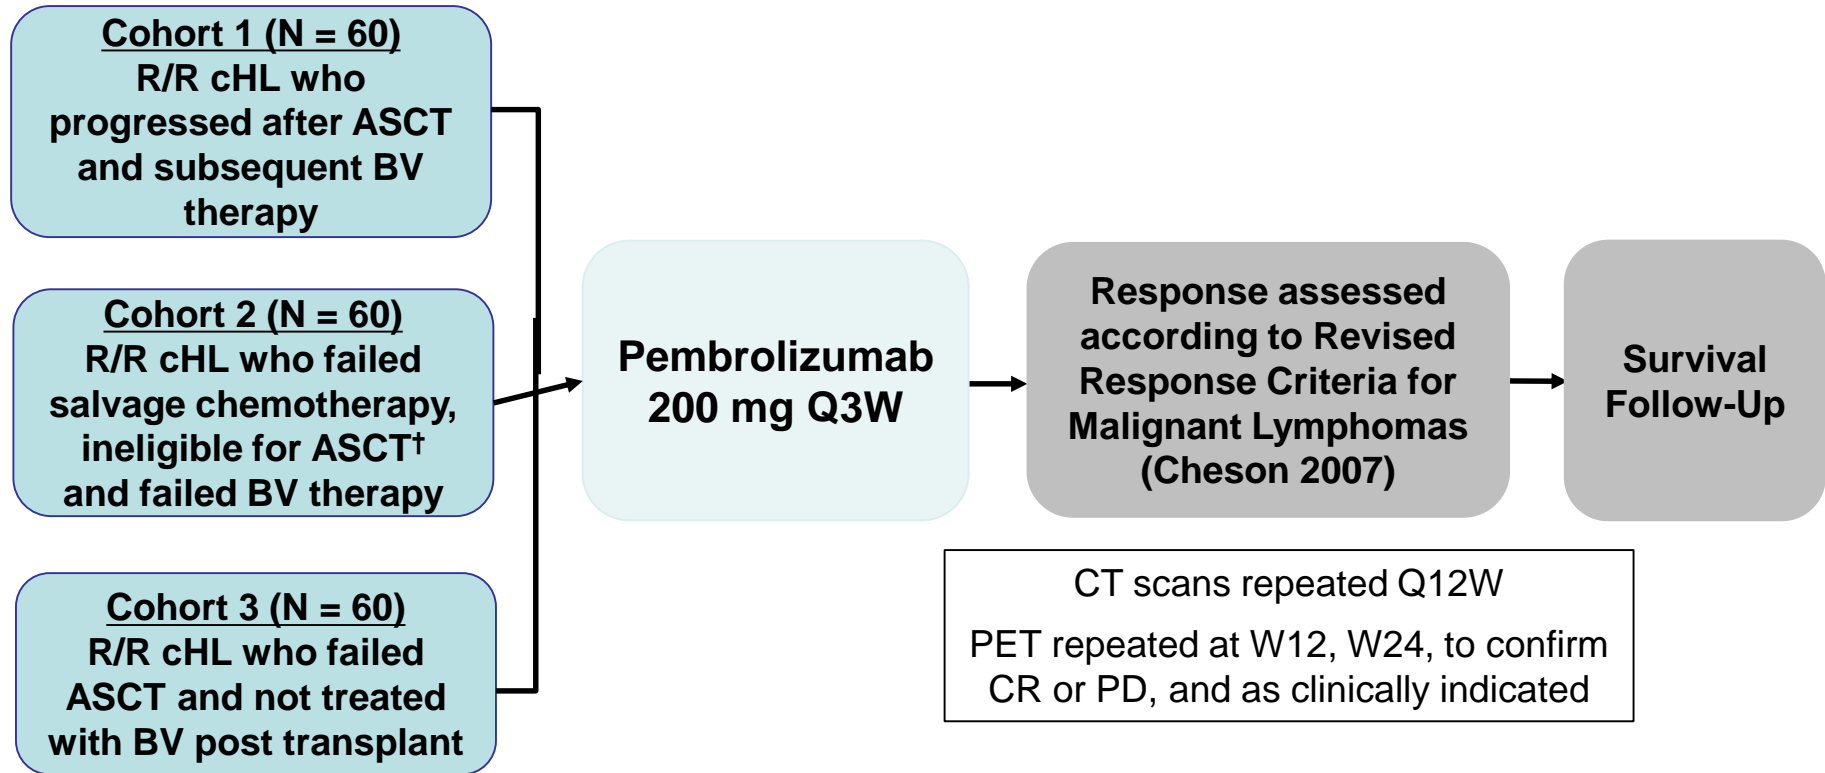 Cohort 1 (N = 60)
R/R cHL who
progressed after ASCT
and subsequent BV
therapy
Cohort 2 (N = 60)
R/R cHL who failed
salvage chemotherapy,
ineligible for ASCT†
and failed BV therapy
Cohort 3 (N = 60)
R/R cHL who failed
ASCT and not treated
with BV post transplant
Pembrolizumab
200 mg Q3W
Response assessed
according to Revised
Response Criteria for
Malignant Lymphomas
(Cheson 2007)
Survival
Follow-Up
CT scans repeated Q12W
PET repeated at W12, W24, to confirm
CR or PD, and as clinically indicated